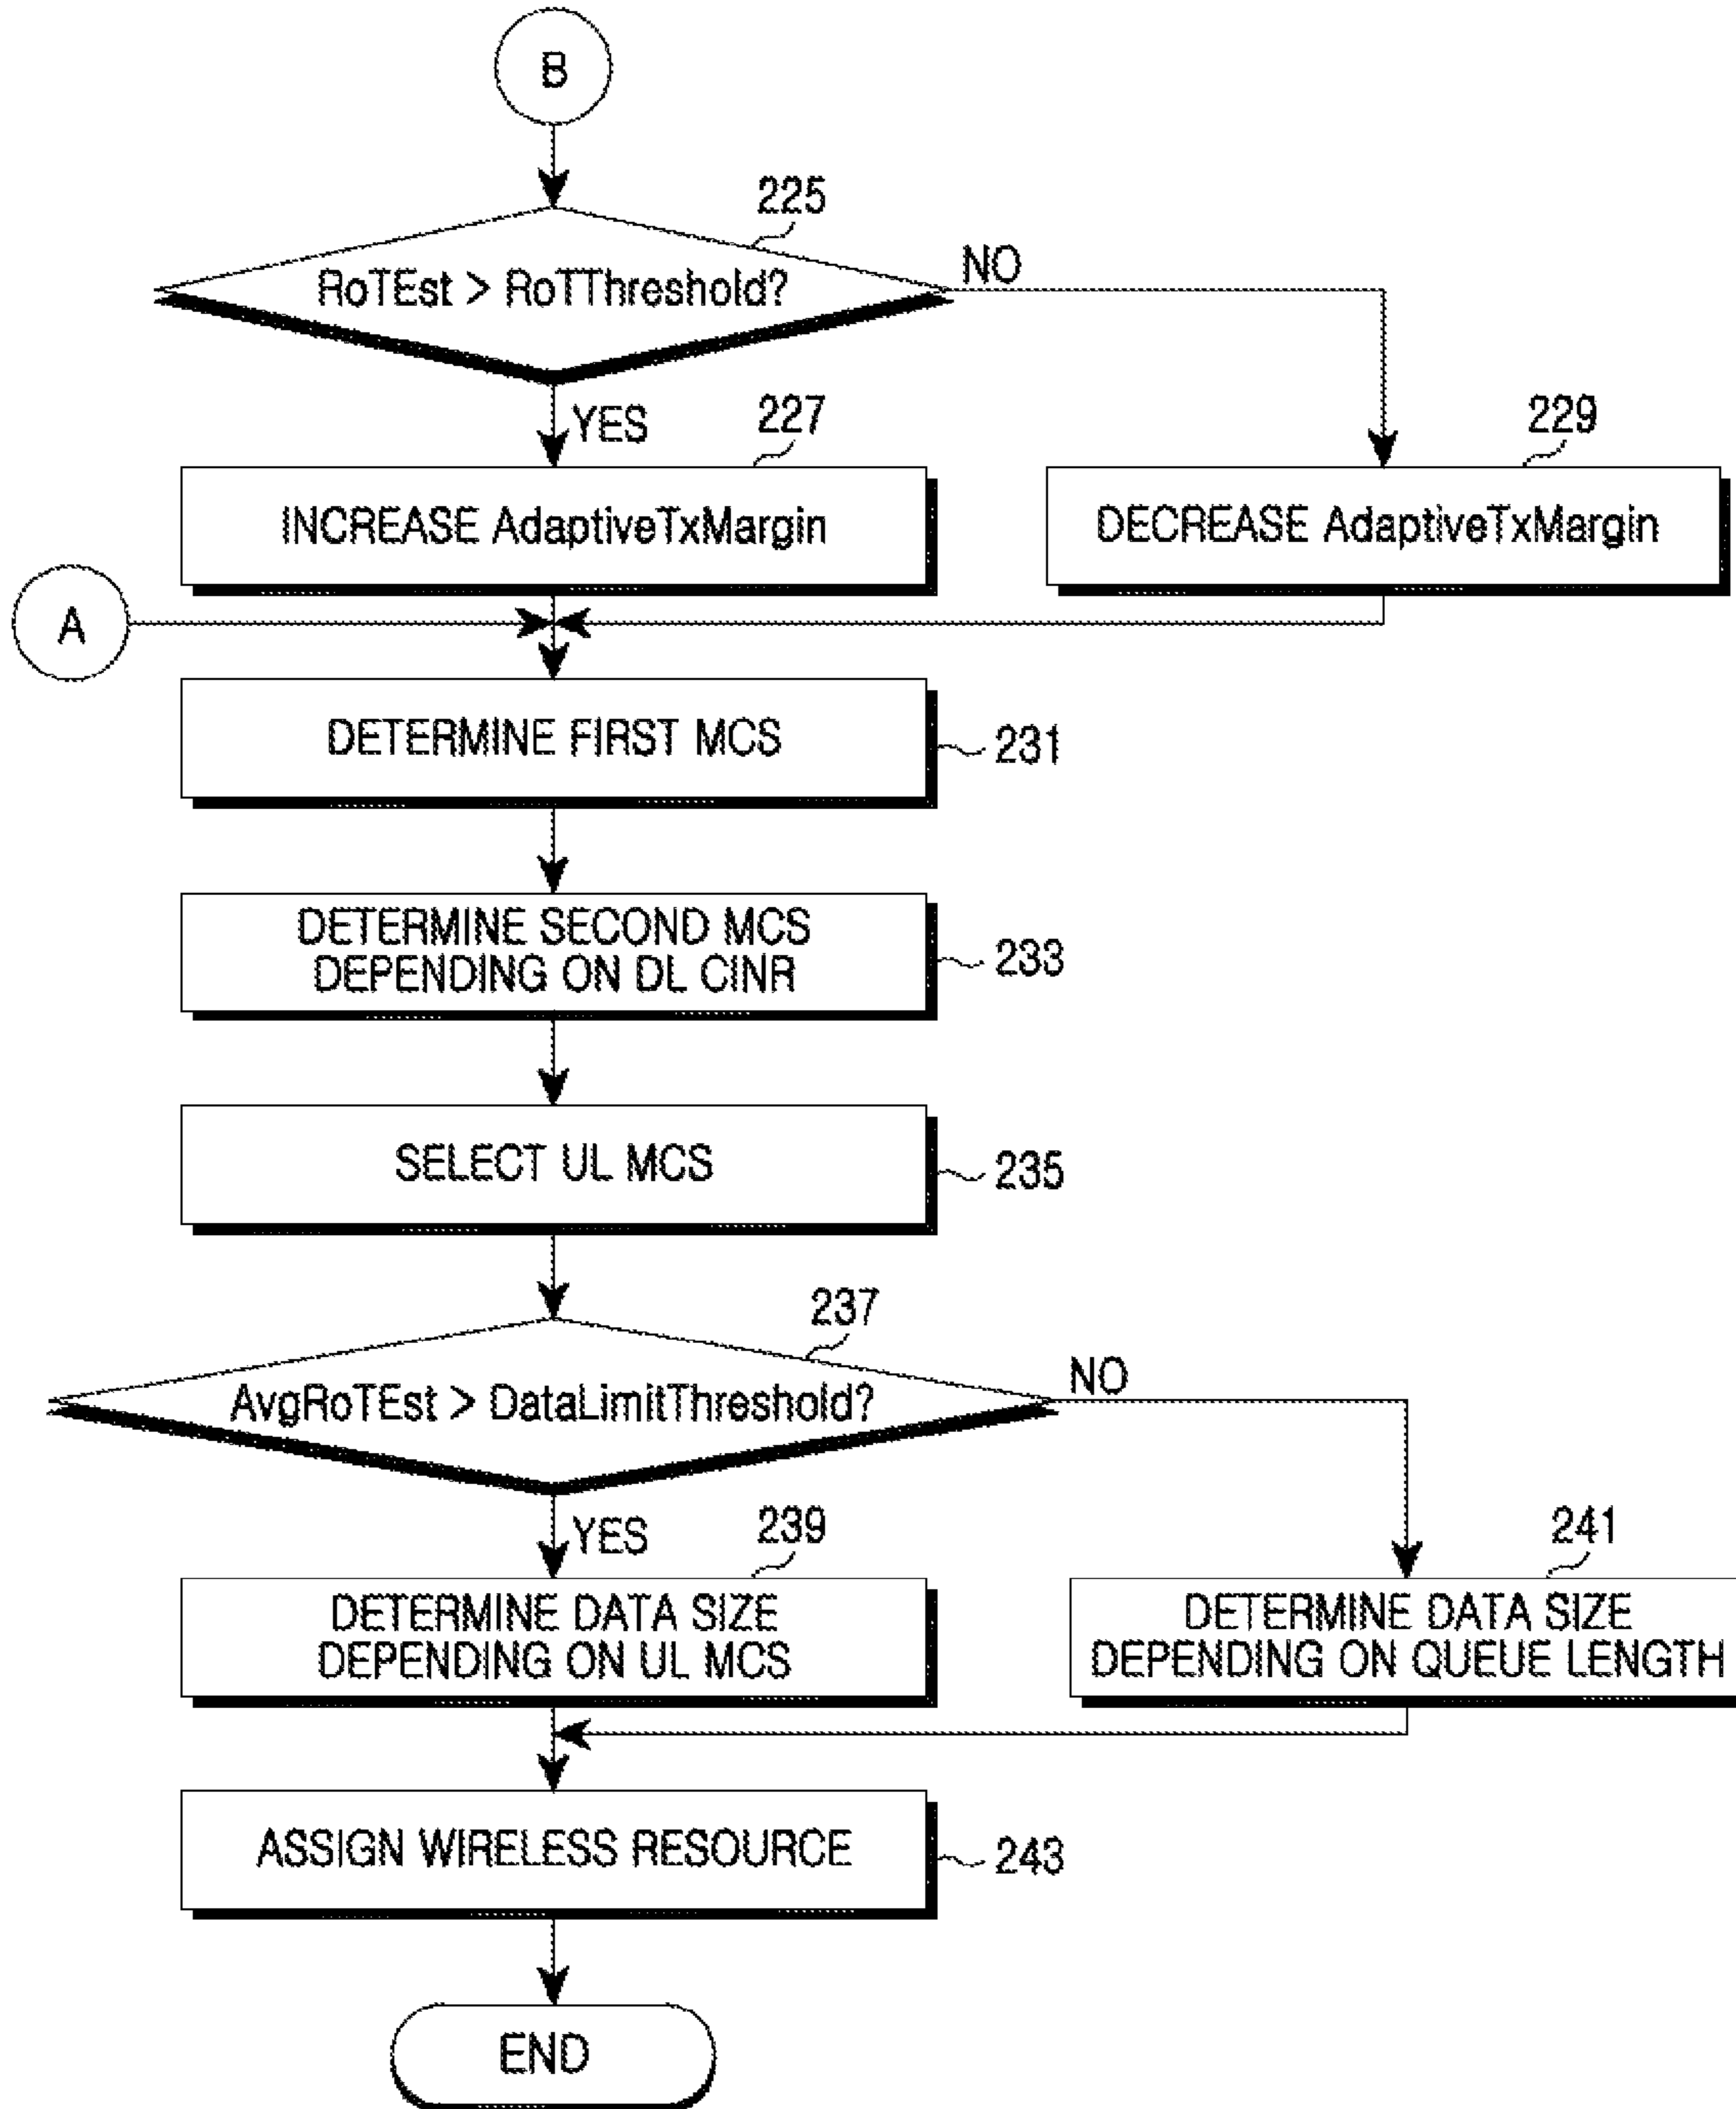 B
225
RoTEst > RoTThreshold?
NO
YES
227
229
INCREASE AdaptiveTxMargin
DECREASE AdaptiveTxMargin
A
DETERMINE FIRST MCS
231
DETERMINE SECOND MCS
DEPENDING ON DL CINR
233
SELECT UL MCS
235
237
AvgRoTEst > DataLimitThreshold?
NO
YES
239
241
DETERMINE DATA SIZE
DEPENDING ON UL MCS
DETERMINE DATA SIZE
DEPENDING ON QUEUE LENGTH
ASSIGN WIRELESS RESOURCE
243
END